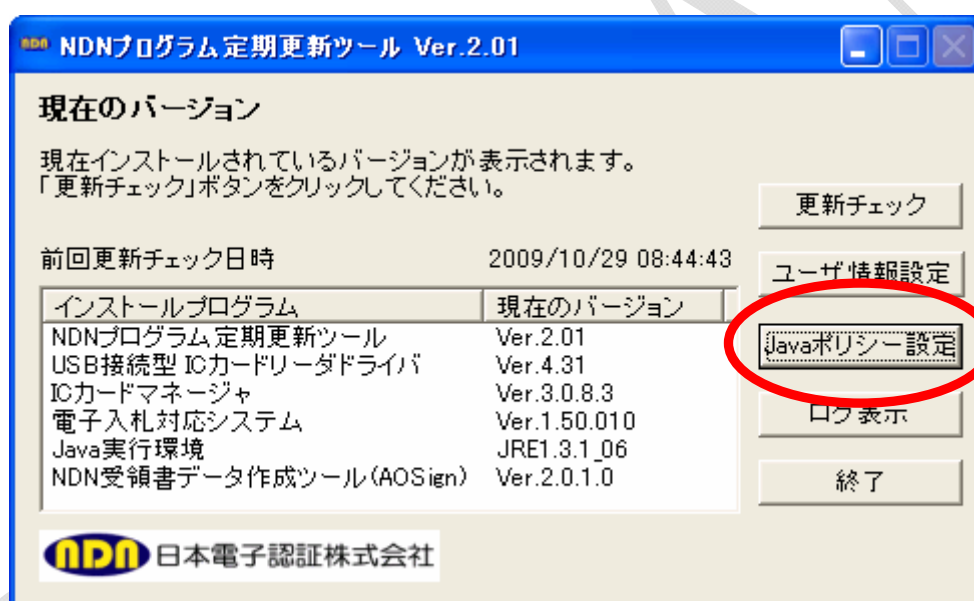 NDNプログラム定期更新ツール Ver.2.01
現在のバージョン
現在インストールされているバージョンが表示されます。
「更新チェック」ボタンをクリックしてください。
更新チェック
前回更新チェック日時 2009/10/29 08:44:43
ユーザ情報設定
インストールプログラム 現在のバージョン
NDNプログラム定期更新ツール Ver.2.01
USB接続型ICカードリーダドライバ Ver.4.31
ICカードマネージャ Ver.3.0.8.3
電子入札対応システム Ver.1.50.010
Java実行環境 JRE1.3.1_06
NDN受領書データ作成ツール(AOSign) Ver.2.0.1.0
Javaポリシー設定
ログ表示
終了
NDN 日本電子認証株式会社